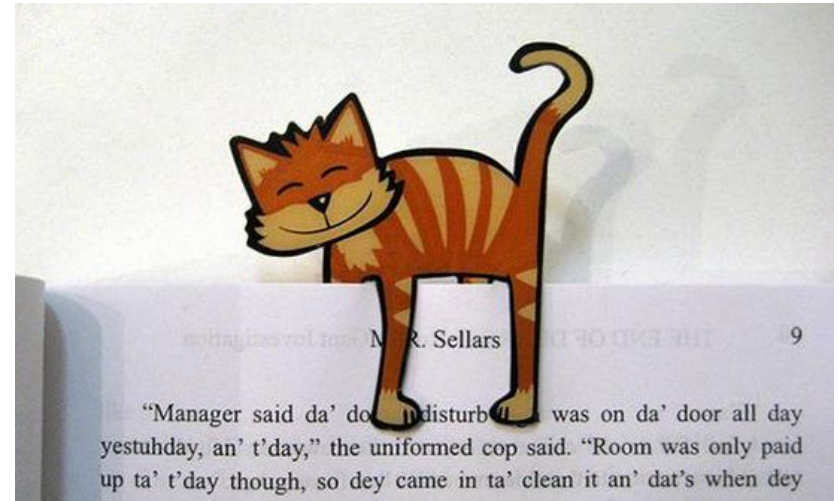 M. R. Sellars 9
“Manager said da’ do disturb was on da’ door all day
yestuhday, an’ t’day,” the uniformed cop said. “Room was only paid
up ta’ t’day though, so dey came in ta’ clean it an’ dat’s when dey